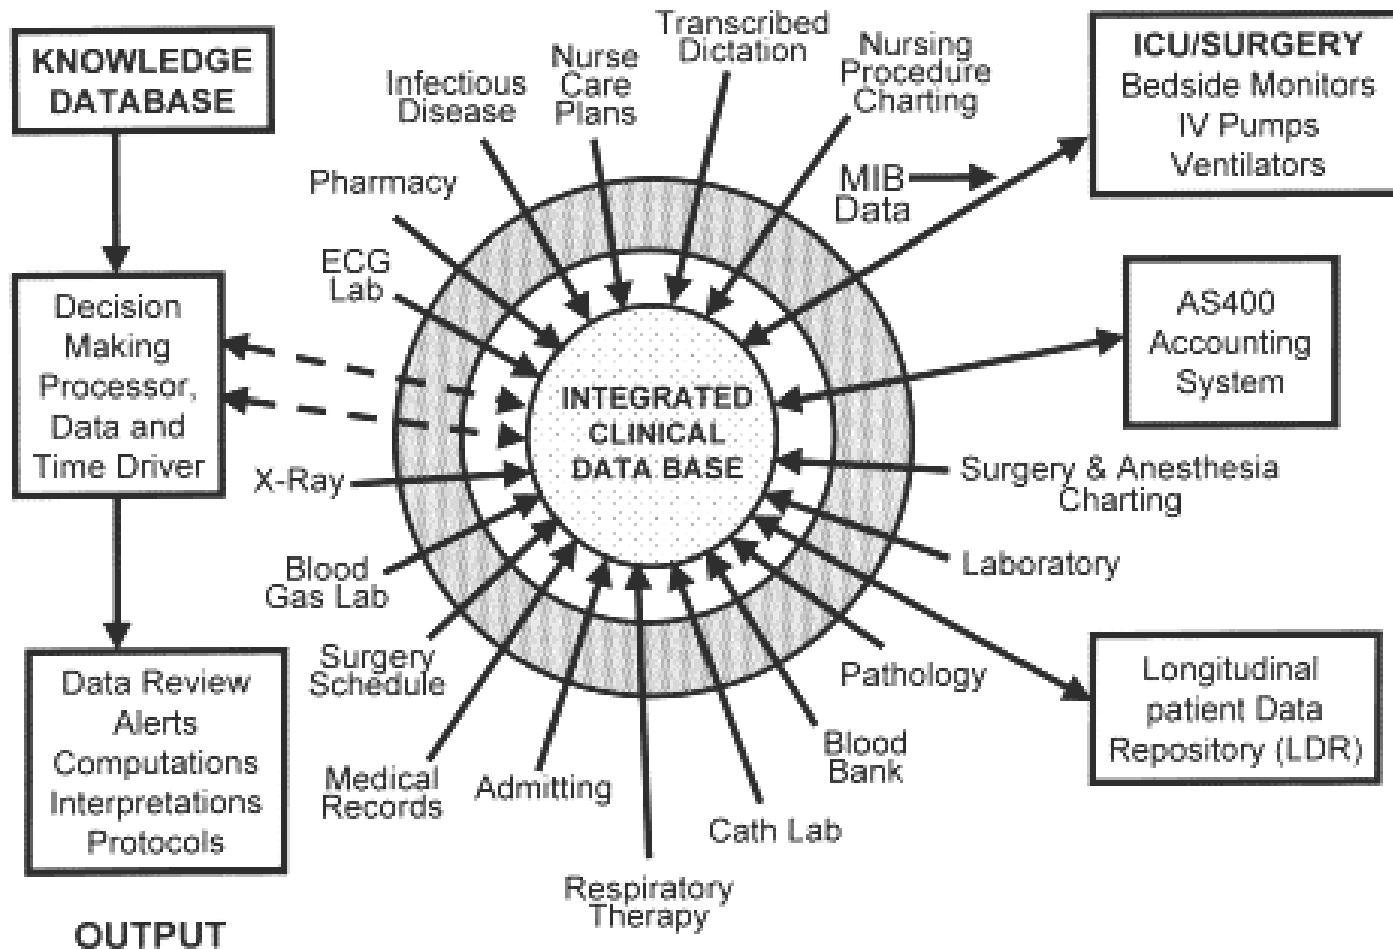 KNOWLEDGE
DATABASE
Decision
Making
Processor,
Data and
Time Driver
Data Review
Alerts
Computations
Interpretations
Protocols
OUTPUT
Infectious
Disease
Nurse
Care
Plans
Transcribed
Dictation
Nursing
Procedure
Charting
Pharmacy
ECG
Lab
MIB
Data
INTEGRATED
CLINICAL
DATA BASE
X-Ray
Blood
Gas Lab
Surgery
Schedule
Medical
Records
Admitting
Respiratory
Therapy
Cath Lab
Blood
Bank
Pathology
Laboratory
Surgery & Anesthesia
Charting
ICU/SURGERY
Bedside Monitors
IV Pumps
Ventilators
AS400
Accounting
System
Longitudinal
patient Data
Repository (LDR)